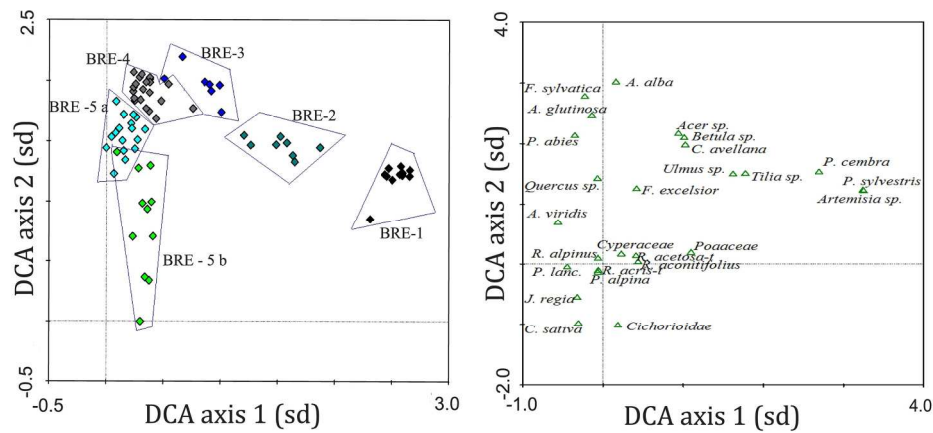 2.5
BRE-3
BRE-4
BRE -5 a
BRE-2
BRE-1
BRE - 5 b
DCA axis 2 (sd)
-0.5
-0.5
DCA axis 1 (sd)
3.0
4.0
A. alba
F. sylvatica
A. glutinosa
Acer sp.
P. abies
Betula sp.
C. avellana
P. cembra
Ulmus sp.
Tilia sp.
Quercus sp.
P. sylvestris
F. excelsior
Artemisia sp.
A. viridis
Cyperaceae
Poaaceae
R. alpinus
R. acetosa-t
R. aconitifolius
P. lanc.
R. acris-t
P. alpina
J. regia
C. sativa
Cichorioidae
DCA axis 2 (sd)
-2.0
-1.0
DCA axis 1 (sd)
4.0